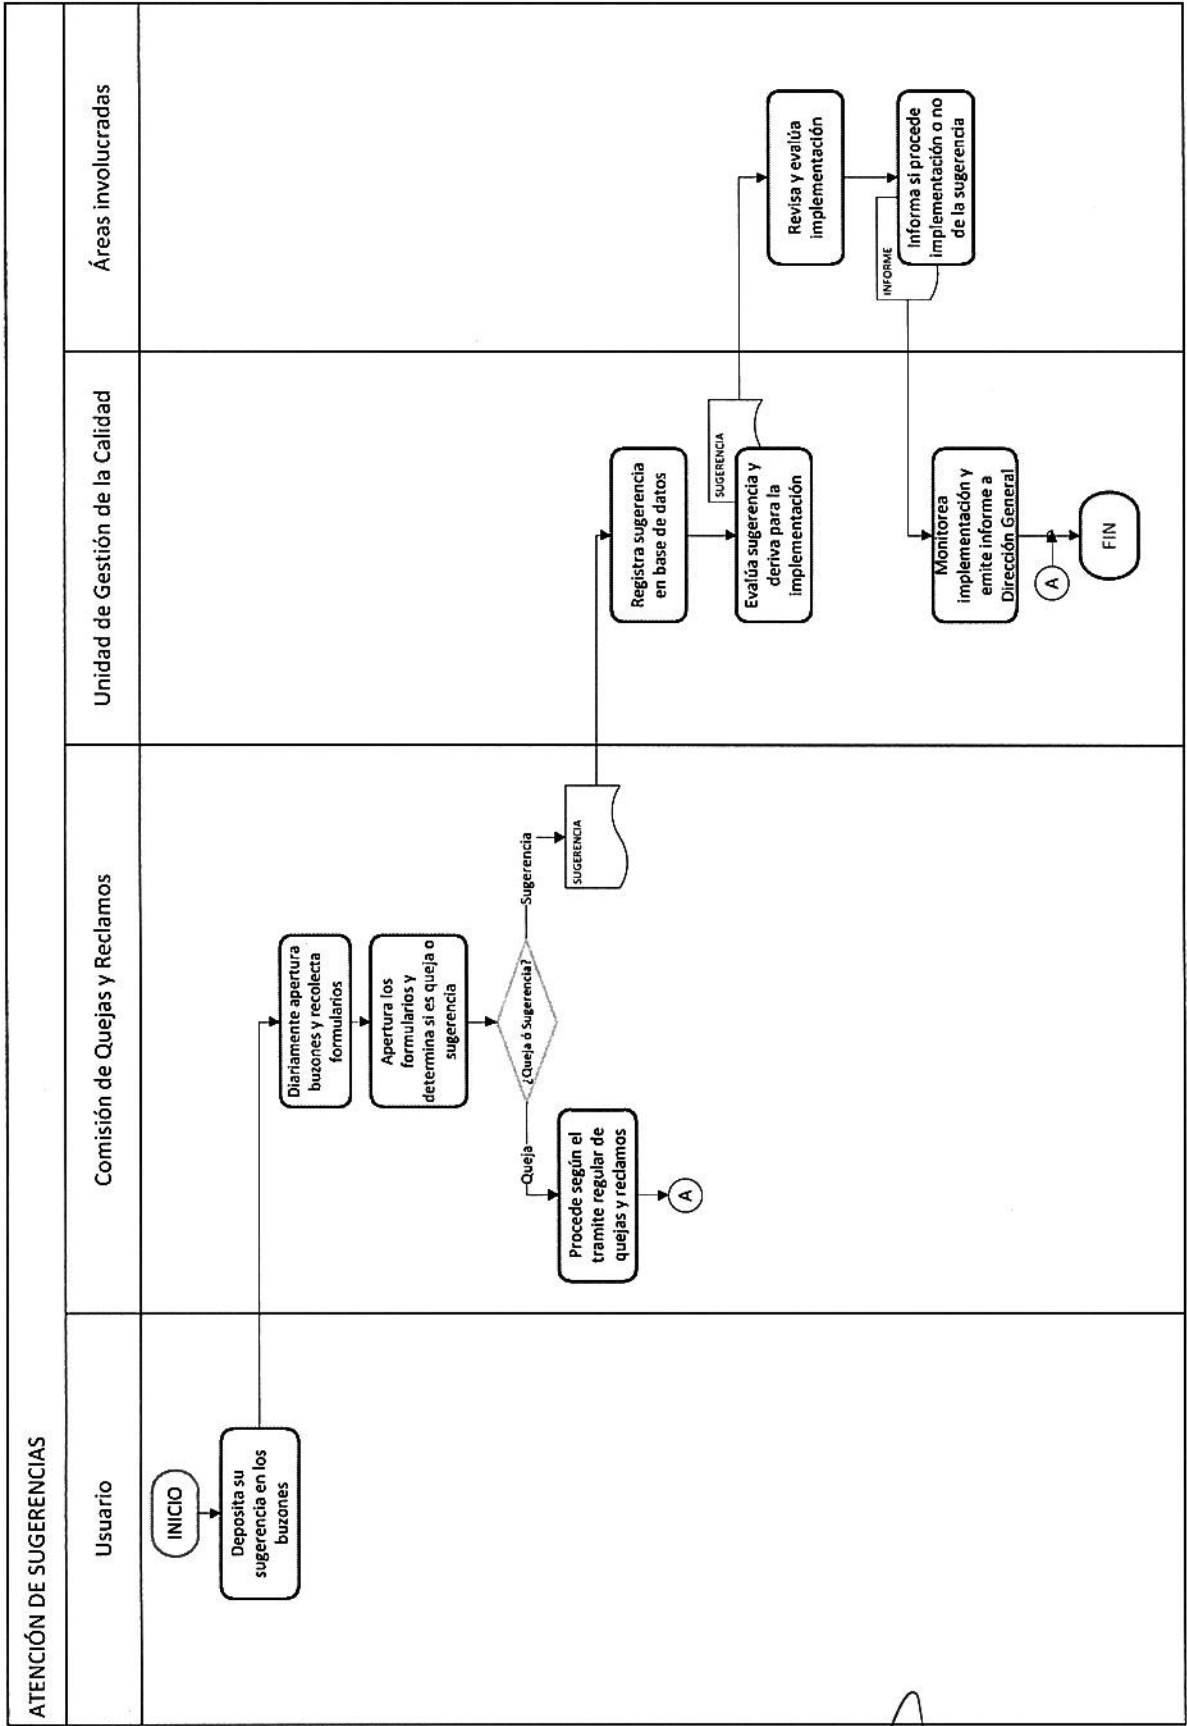 ATENCIÓN DE SUGERENCIAS
Usuario
Comisión de Quejas y Reclamos
Unidad de Gestión de la Calidad
Áreas involucradas
INICIO
Deposita su
sugerencia en los
buzones
Diariamente apertura
buzones y recolecta
formularios
Apertura los
formularios y
determina si es queja o
sugerencia
¿Queja ó Sugerencia?
Queja
Sugerencia
Procede según el
tramite regular de
quejas y reclamos
A
SUGERENCIA
Registra sugerencia
en base de datos
SUGERENCIA
Evalúa sugerencia y
deriva para la
implementación
Revisa y evalúa
implementación
INFORME
Informa si procede
implementación o no
de la sugerencia
Monitorea
implementación y
emite informe a
Dirección General
A
FIN